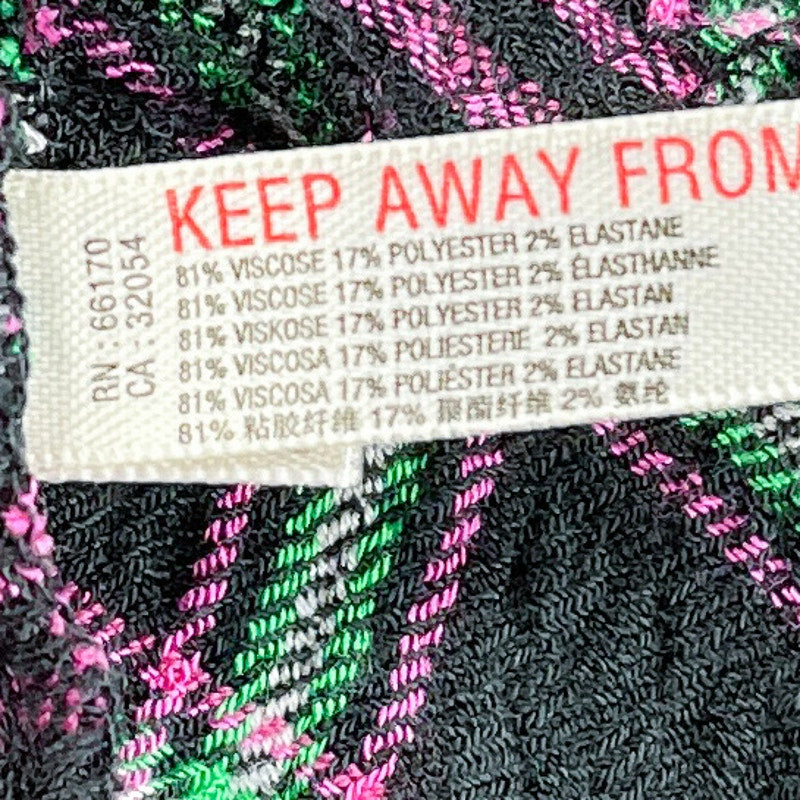 KEEP AWAY FROM
81% VISCOSE 17% POLYESTER 2% ELASTANE
81% VISCOSE 17% POLYESTER 2% ÉLASTHANNE
81% VISKOSE 17% POLYESTER 2% ELASTAN
81% VISCOSA 17% POLIESTERE 2% ELASTAN
81% VISCOSA 17% POLIÉSTER 2% ELASTANE
81% 粘胶纤维 17% 聚酯纤维 2% 氨纶
RN : 66170
CA : 32054